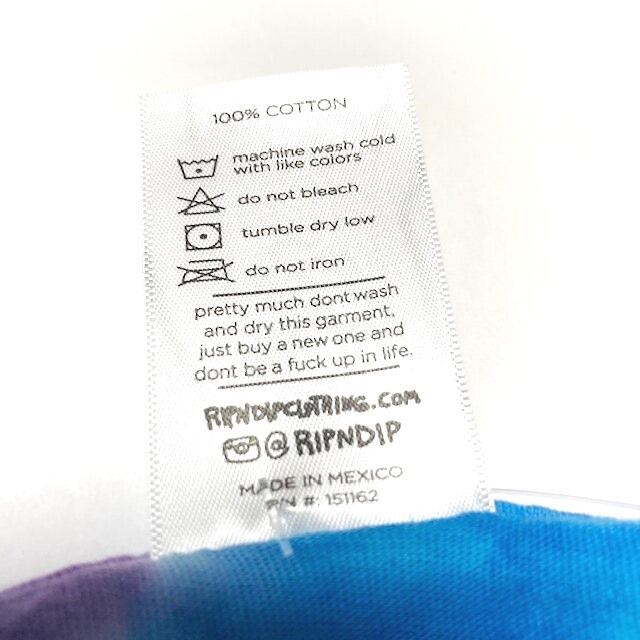 100% COTTON
machine wash cold
with like colors
do not bleach
tumble dry low
do not iron
pretty much dont wash
and dry this garment,
just buy a new one and
dont be a fuck up in life.
RIPNDIPCLOTHING.COM
@RIPNDIP
MADE IN MEXICO
#: 151162